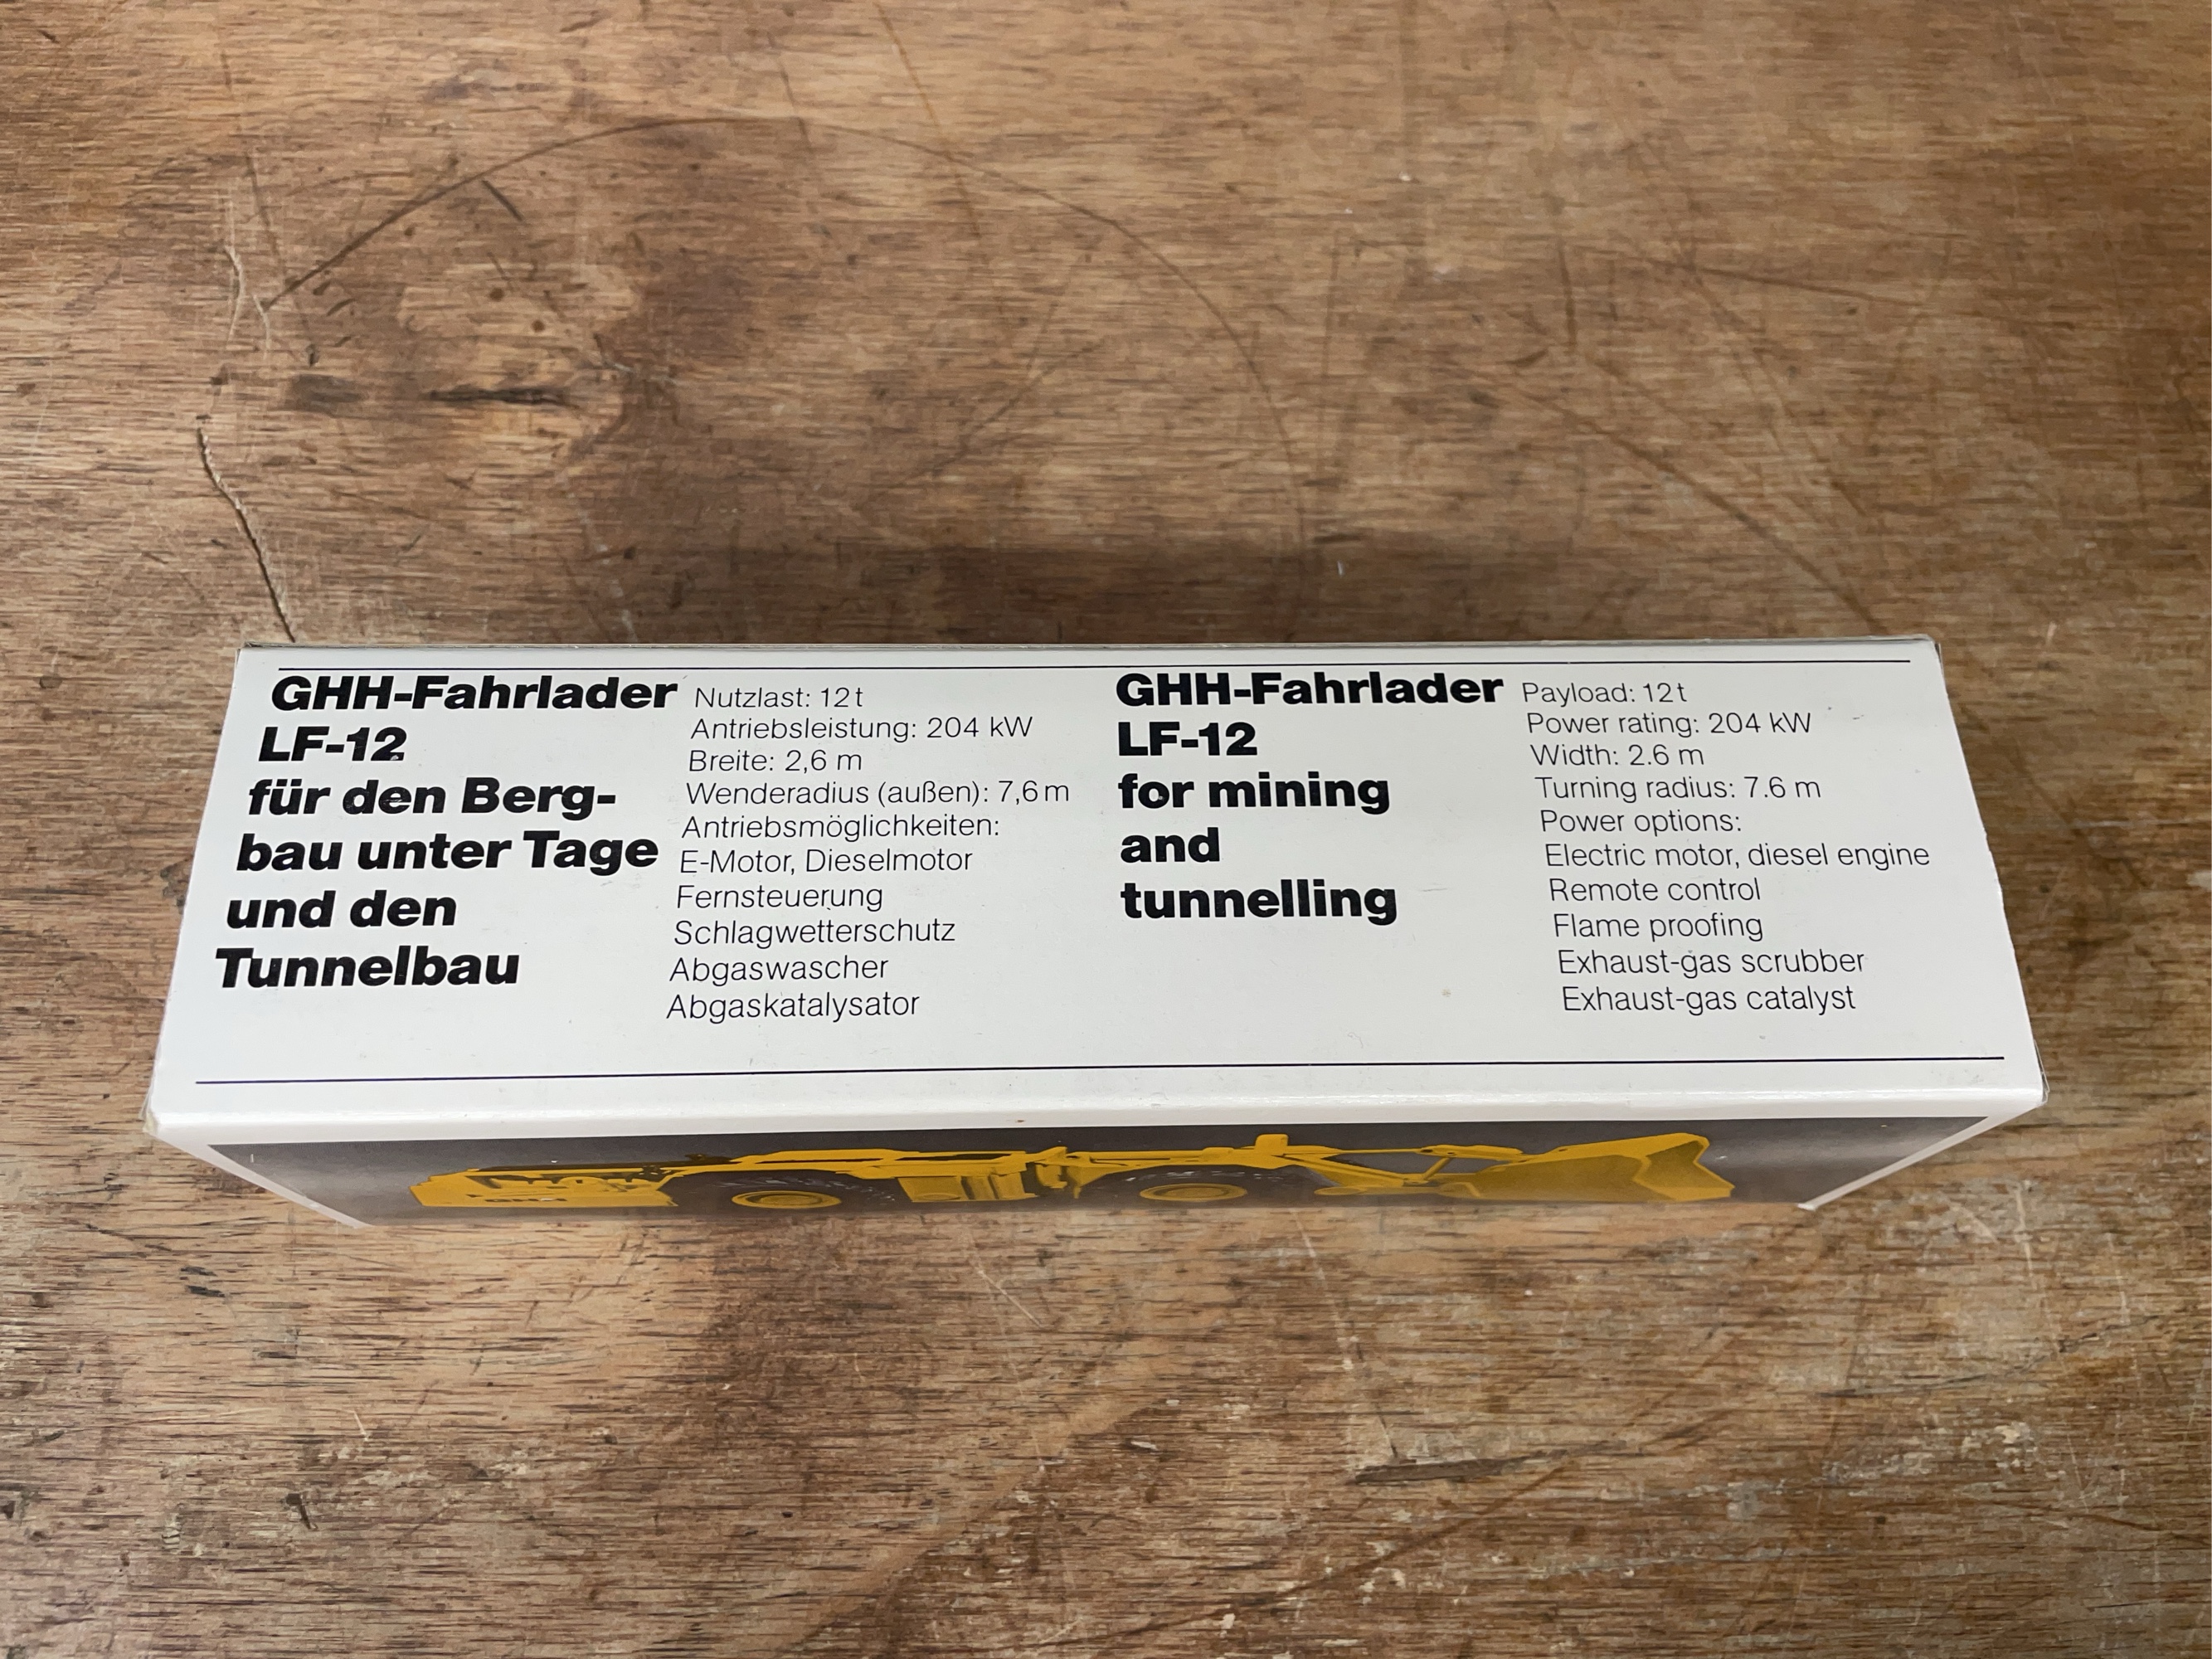 GHH-Fahrlader
LF-12
für den Berg-
bau unter Tage
und den
Tunnelbau
Nutzlast: 12 t
Antriebsleistung: 204 kW
Breite: 2,6 m
Wenderadius (außen): 7,6 m
Antriebsmöglichkeiten:
E-Motor, Dieselmotor
Fernsteuerung
Schlagwetterschutz
Abgaswascher
Abgaskatalysator
GHH-Fahrlader
LF-12
for mining
and
tunnelling
Payload: 12 t
Power rating: 204 kW
Width: 2.6 m
Turning radius: 7.6 m
Power options:
Electric motor, diesel engine
Remote control
Flame proofing
Exhaust-gas scrubber
Exhaust-gas catalyst
GHH